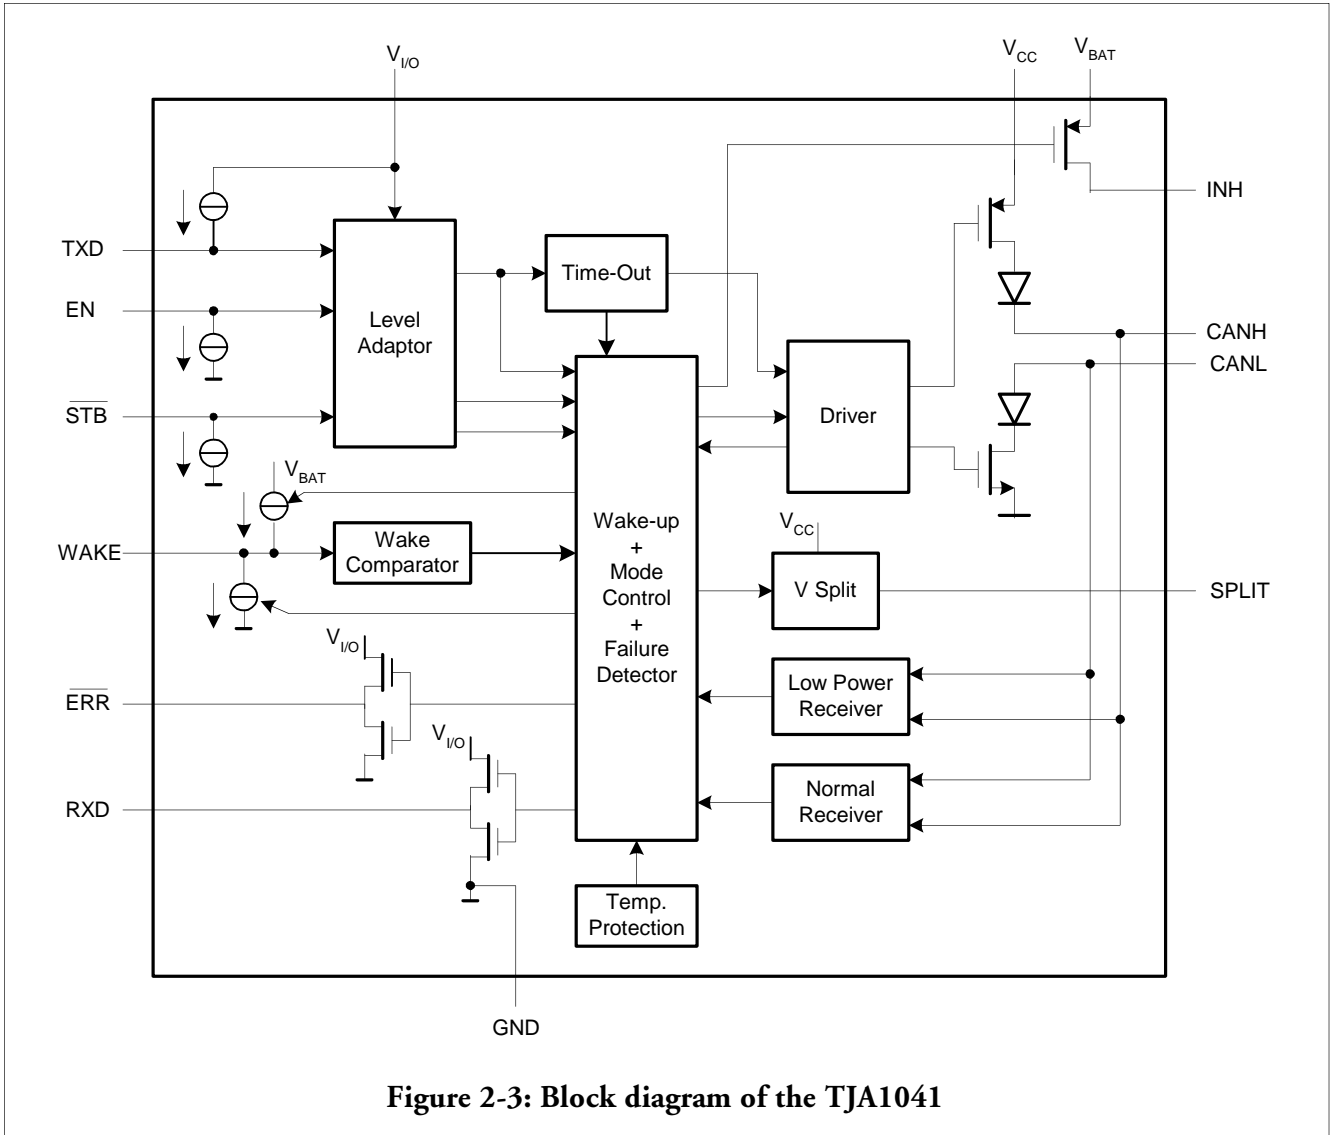 V_I/O
V_CC
V_BAT
INH
TXD
Time-Out
EN
Level
Adaptor
CANH
CANL
STB
Driver
V_BAT
V_CC
WAKE
Wake
Comparator
Wake-up
+
Mode
Control
+
Failure
Detector
V Split
SPLIT
V_I/O
ERR
Low Power
Receiver
V_I/O
RXD
Normal
Receiver
Temp.
Protection
GND
Figure 2-3: Block diagram of the TJA1041